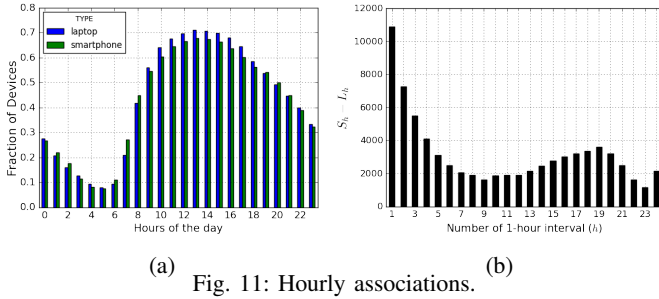 TYPE
laptop
smartphone
Fraction of Devices
0.8
0.7
0.6
0.5
0.4
0.3
0.2
0.1
0.0
0 2 4 6 8 10 12 14 16 18 20 22
Hours of the day
(a)
S_h − L_h
12000
10000
8000
6000
4000
2000
0
1 3 5 7 9 11 13 15 17 19 21 23
Number of 1-hour interval (h)
(b)
Fig. 11: Hourly associations.